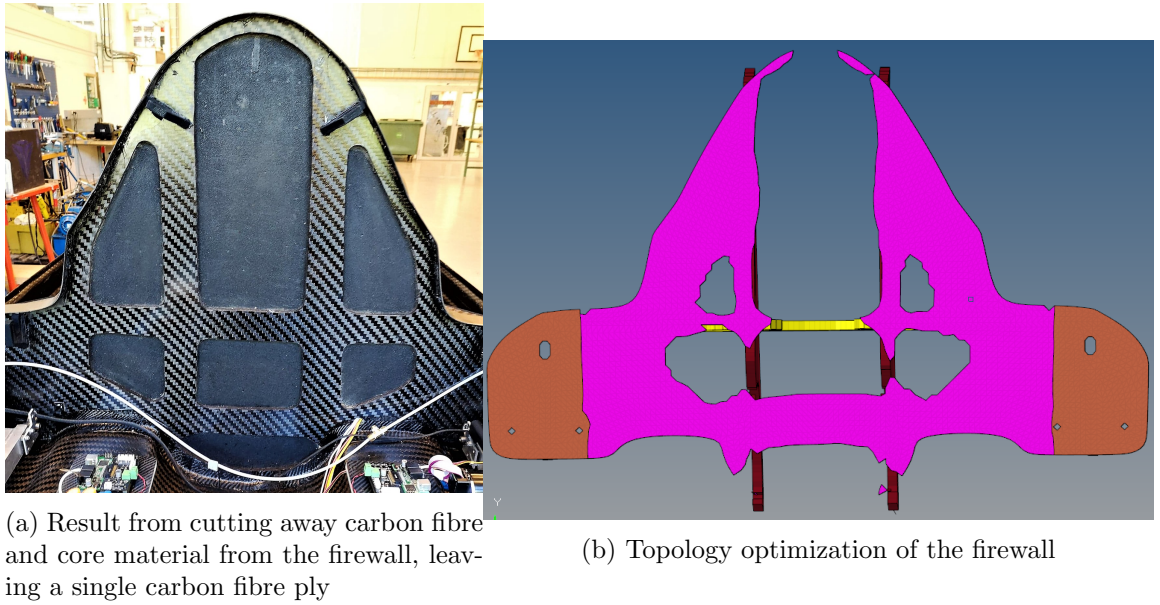 Y
(a) Result from cutting away carbon fibre
and core material from the firewall, leav-
ing a single carbon fibre ply
(b) Topology optimization of the firewall